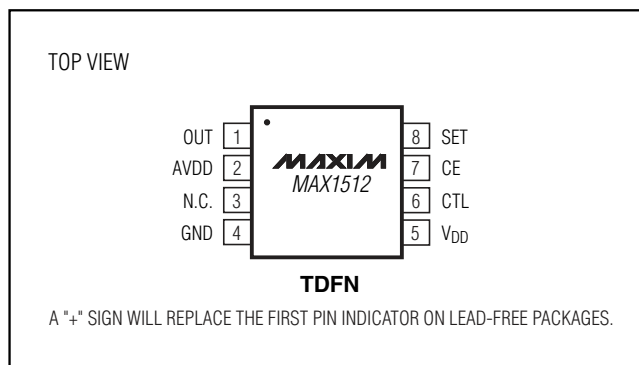 TOP VIEW
OUT 1
AVDD 2
N.C. 3
GND 4
MAXIM
MAX1512
8 SET
7 CE
6 CTL
5 VDD
TDFN
A "+" SIGN WILL REPLACE THE FIRST PIN INDICATOR ON LEAD-FREE PACKAGES.